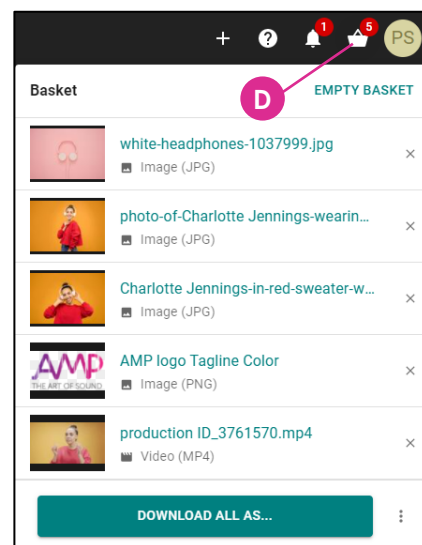 1
5
PS
Basket
D
EMPTY BASKET
white-headphones-1037999.jpg
Image (JPG)
photo-of-Charlotte Jennings-wearin...
Image (JPG)
Charlotte Jennings-in-red-sweater-w...
Image (JPG)
AMP
THE ART OF SOUND
AMP logo Tagline Color
Image (PNG)
production ID_3761570.mp4
Video (MP4)
DOWNLOAD ALL AS...